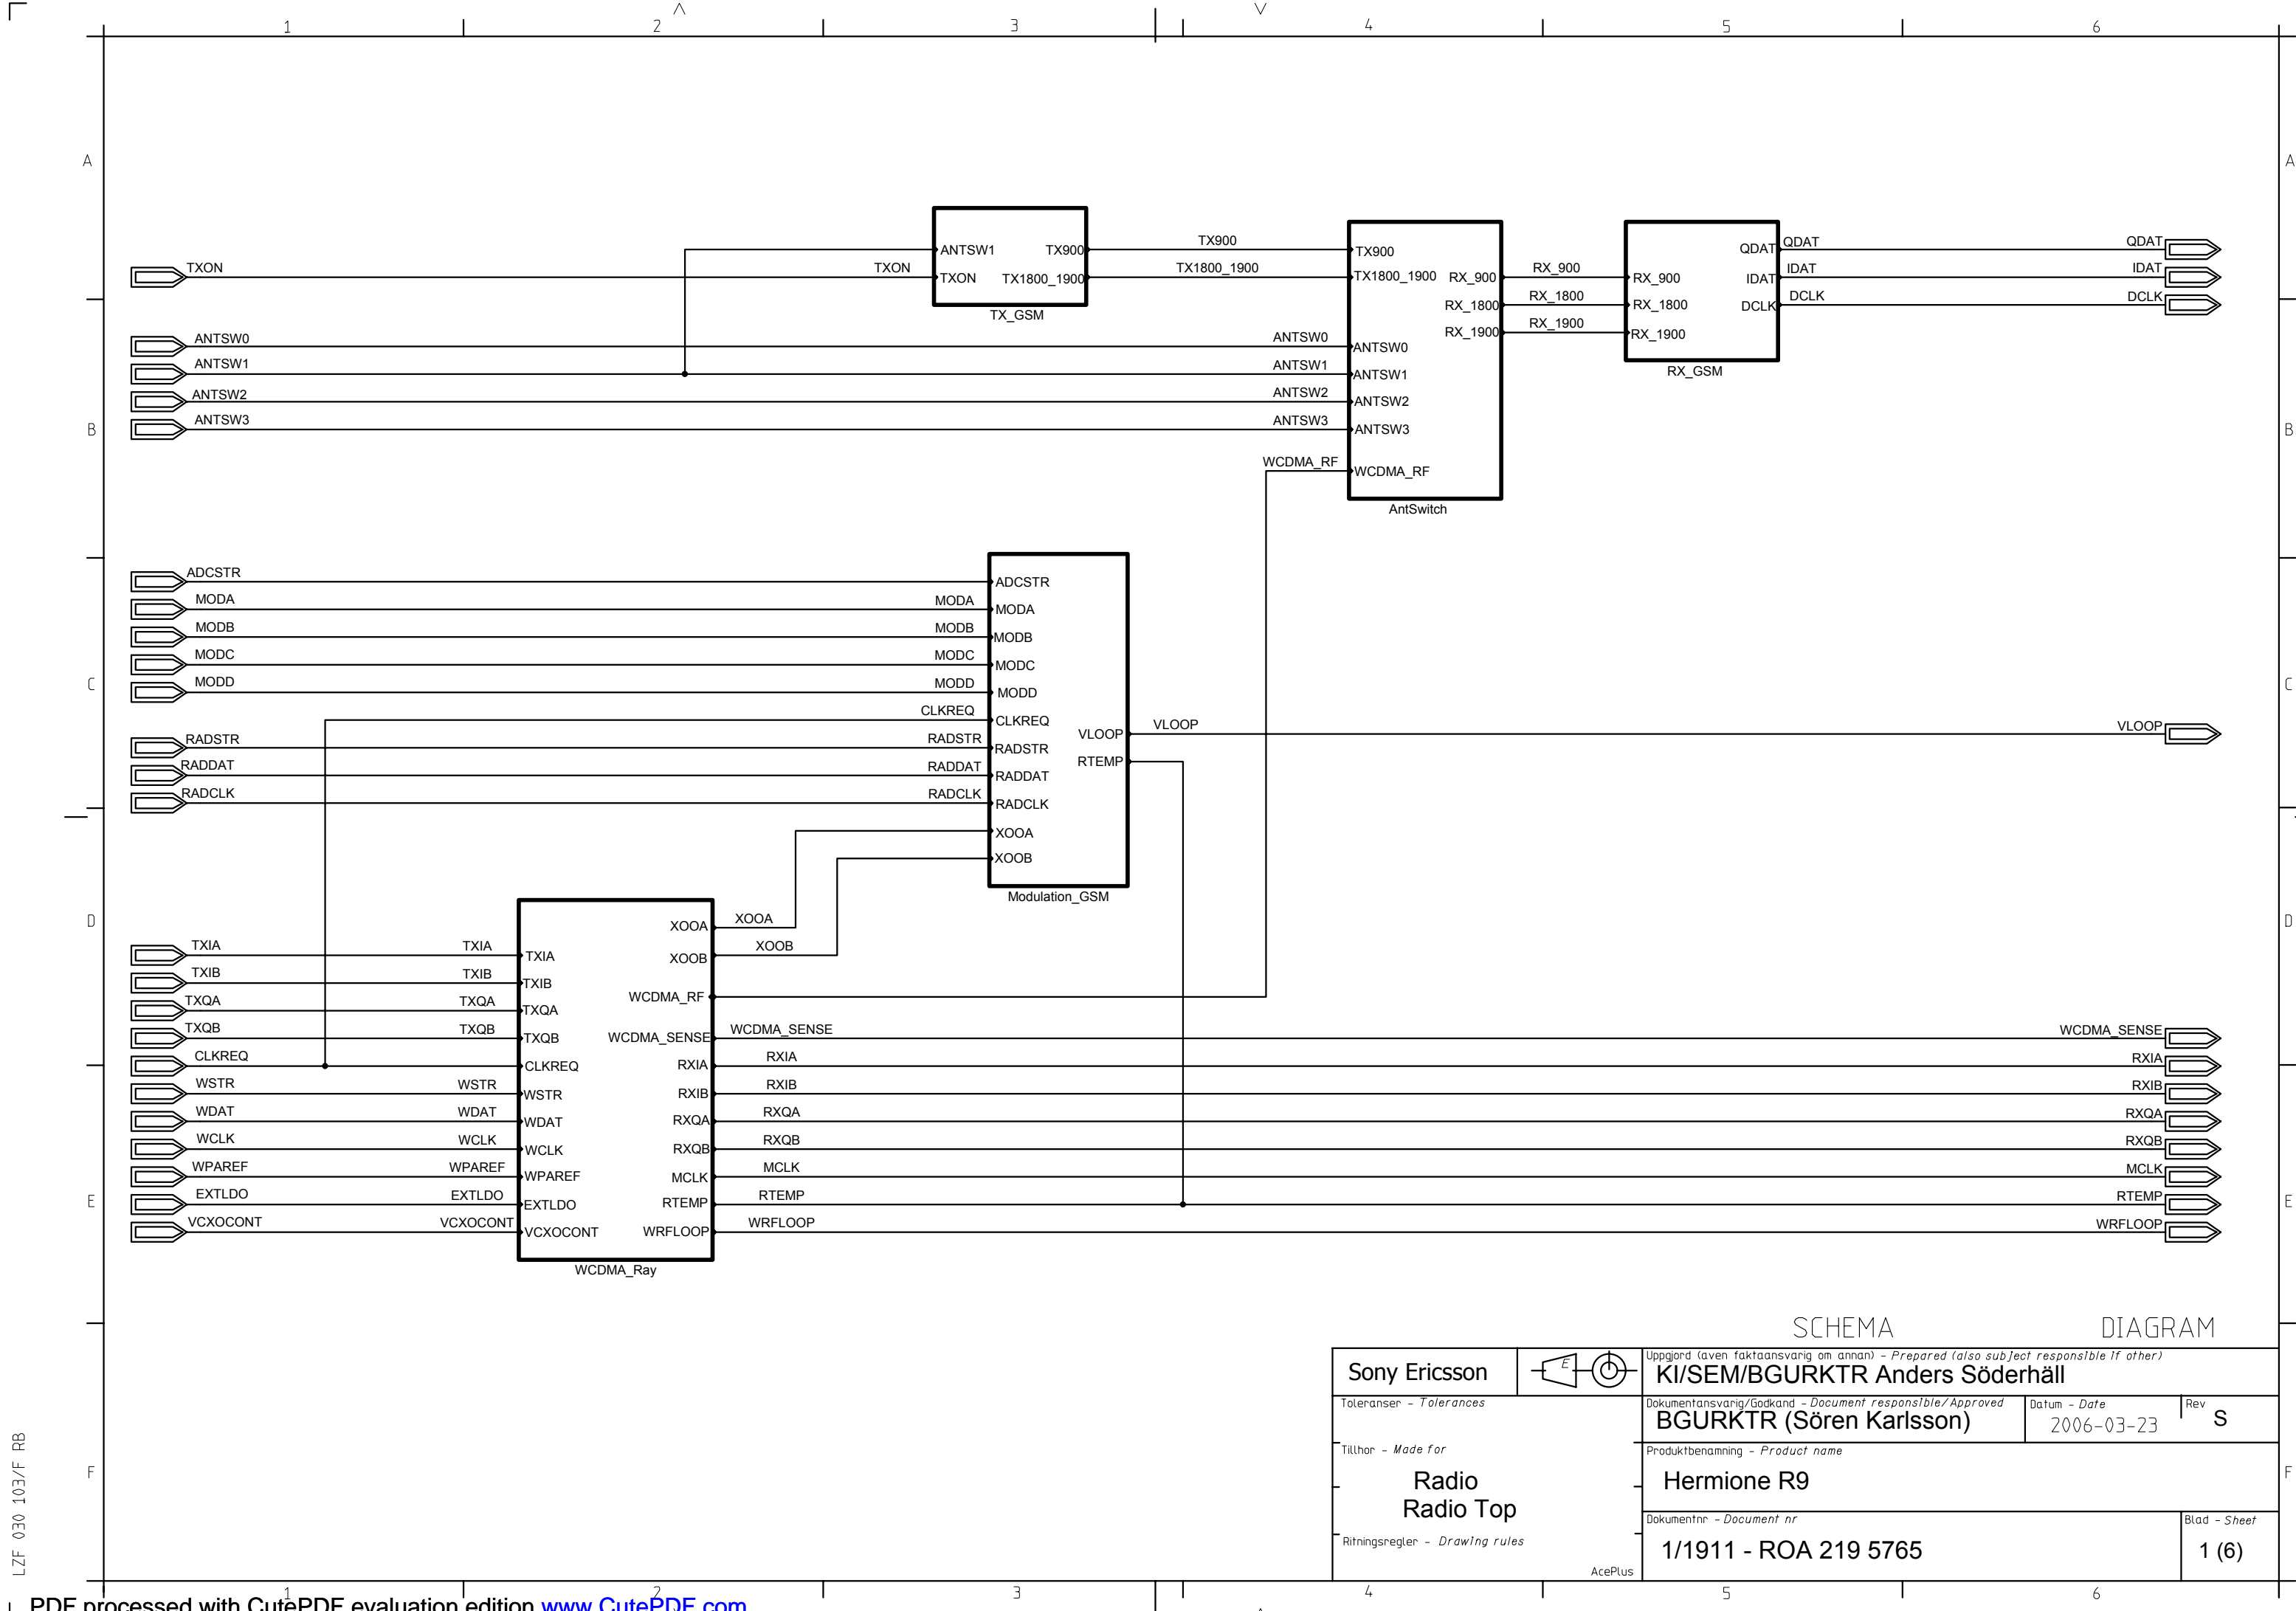 1 2 3 4 5 6
A A
TXON TXON
ANTSW1 TX900
TXON TX1800_1900
TX_GSM
TX900
TX1800_1900
TX900
TX1800_1900 RX_900
RX_1800
RX_1900
ANTSW0
ANTSW1
ANTSW2
ANTSW3
WCDMA_RF
AntSwitch
RX_900
RX_1800
RX_1900
RX_900
RX_1800
RX_1900
QDAT
IDAT
DCLK
RX_GSM
QDAT QDAT
IDAT IDAT
DCLK DCLK
ANTSW0 ANTSW0
ANTSW1 ANTSW1
ANTSW2 ANTSW2
ANTSW3 ANTSW3
WCDMA_RF
B B
ADCSTR ADCSTR
MODA MODA MODA
MODB MODB MODB
MODC MODC MODC
MODD MODD MODD
CLKREQ CLKREQ
RADSTR RADSTR RADSTR
RADDAT RADDAT RADDAT
RADCLK RADCLK RADCLK
XOOA
XOOB
VLOOP VLOOP VLOOP
RTEMP
Modulation_GSM
C C
D D
XOOA XOOA
XOOB XOOB
WCDMA_RF
TXIA TXIA TXIA
TXIB TXIB TXIB
TXQA TXQA TXQA
TXQB TXQB TXQB
CLKREQ CLKREQ
WSTR WSTR WSTR
WDAT WDAT WDAT
WCLK WCLK WCLK
WPAREF WPAREF WPAREF
EXTLDO EXTLDO EXTLDO
VCXOCONT VCXOCONT VCXOCONT
WCDMA_SENSE WCDMA_SENSE WCDMA_SENSE
RXIA RXIA RXIA
RXIB RXIB RXIB
RXQA RXQA RXQA
RXQB RXQB RXQB
MCLK MCLK MCLK
RTEMP RTEMP RTEMP
WRFLOOP WRFLOOP WRFLOOP
WCDMA_Ray
E E
SCHEMA DIAGRAM
Sony Ericsson
E
Uppgjord (aven faktaansvarig om annan) - Prepared (also subject responsible if other)
KI/SEM/BGURKTR Anders Söderhäll
Toleranser - Tolerances
Dokumentansvarig/Godkand - Document responsible/Approved
BGURKTR (Sören Karlsson)
Datum - Date
2006-03-23
Rev
S
Tillhor - Made for
Radio
Radio Top
Produktbenamning - Product name
Hermione R9
Ritningsregler - Drawing rules
AcePlus
Dokumentnr - Document nr
1/1911 - ROA 219 5765
Blad - Sheet
1 (6)
F F
LZF 030 103/F RB
1 2 3 4 5 6
PDF processed with CutePDF evaluation edition www.CutePDF.com